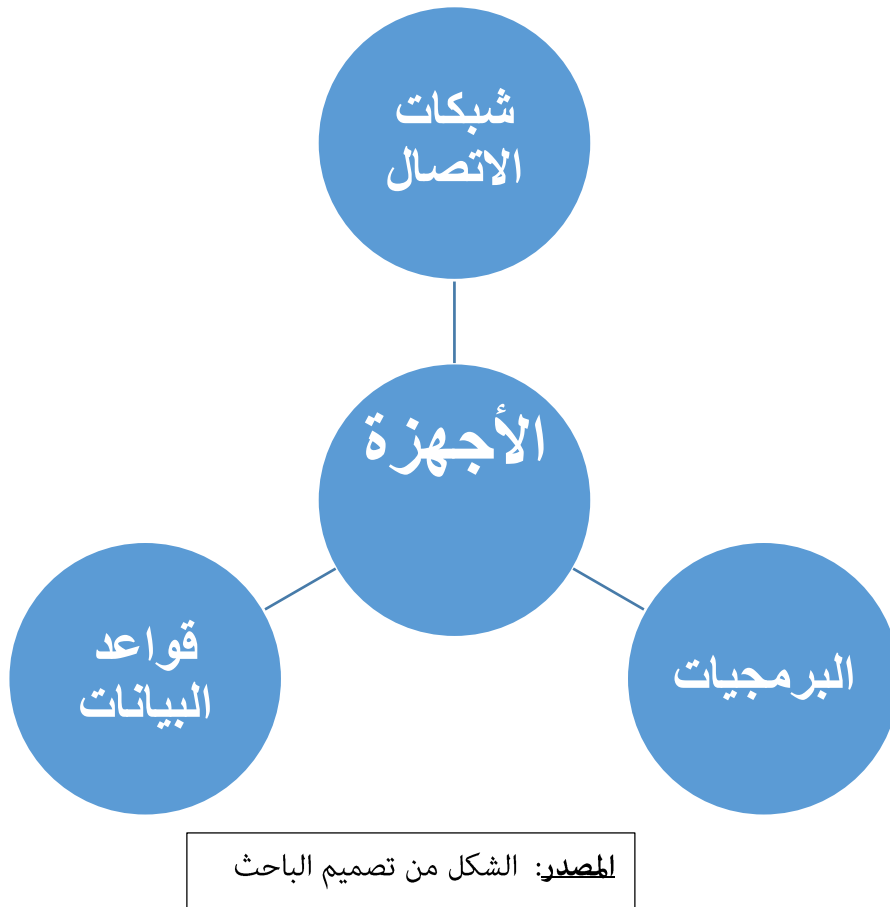 شبكات
الاتصال
الأجهزة
البرمجيات
قواعد
البيانات
المصدر: الشكل من تصميم الباحث